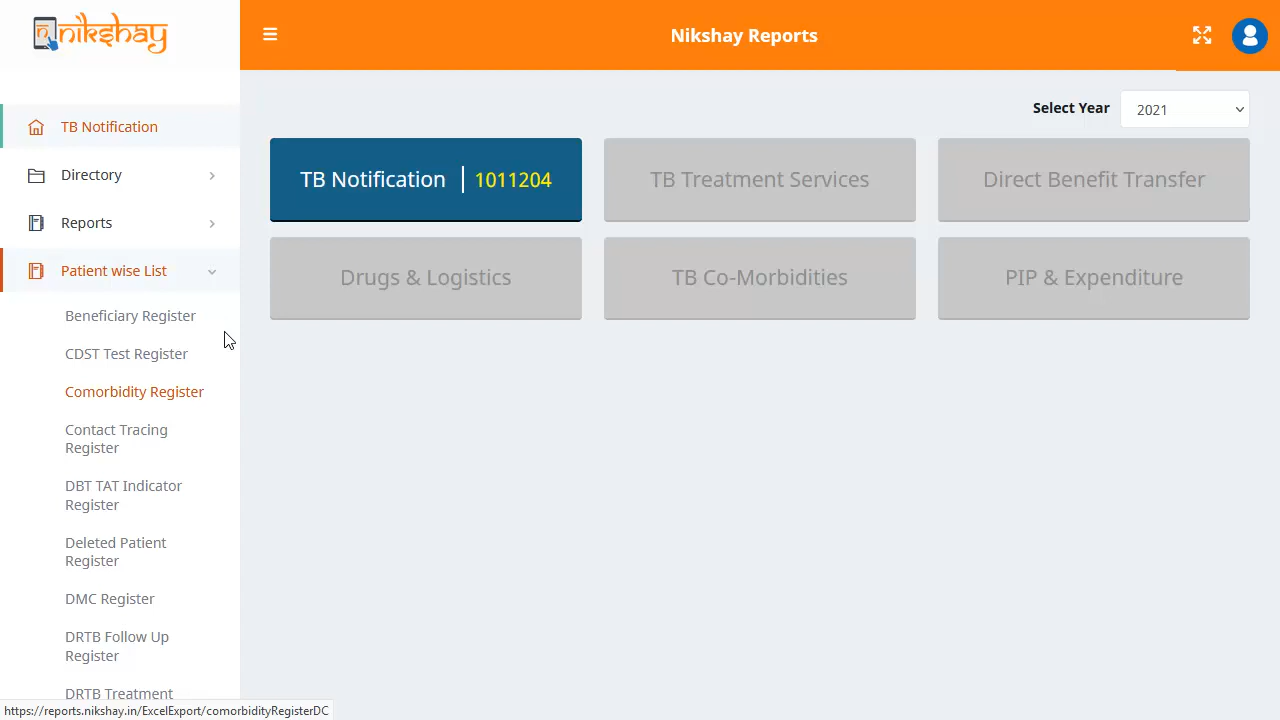 nikshay
Nikshay Reports
Select Year
2021
TB Notification
Directory
Reports
Patient wise List
Beneficiary Register
CDST Test Register
Comorbidity Register
Contact Tracing
Register
DBT TAT Indicator
Register
Deleted Patient
Register
DMC Register
DRTB Follow Up
Register
DRTB Treatment
TB Notification | 1011204
TB Treatment Services
Direct Benefit Transfer
Drugs & Logistics
TB Co-Morbidities
PIP & Expenditure
https://reports.nikshay.in/ExcelExport/comorbidityRegisterDC